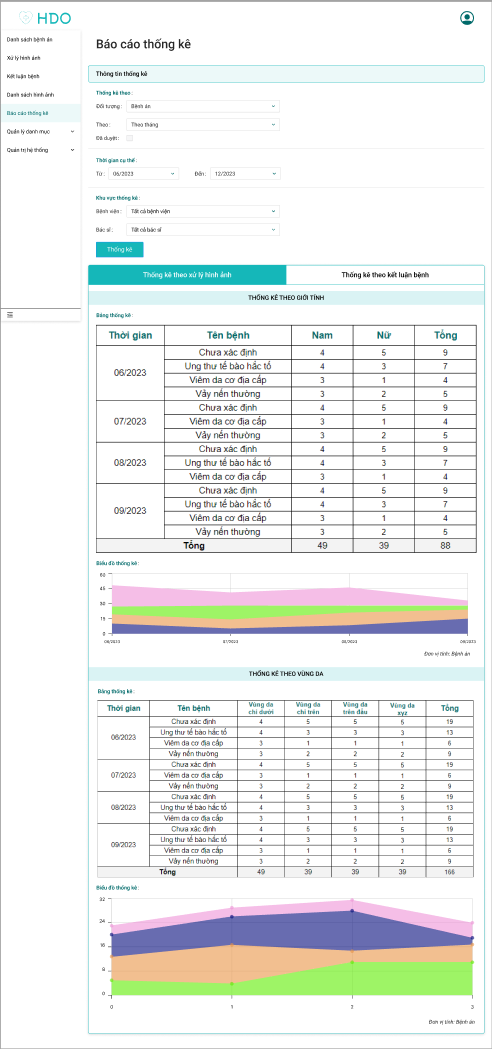 HDO
Danh sách bệnh án
Xử lý hình ảnh
Kết luận bệnh
Danh sách hình ảnh
Báo cáo thống kê
Quản lý danh mục
Quản trị hệ thống
Báo cáo thống kê
Thông tin thống kê
Thống kê theo:
Đối tượng: Bệnh án
Theo: Theo tháng
Đã duyệt:
Thời gian cụ thể:
Từ: 06/2023 Đến: 12/2023
Khu vực thống kê:
Bệnh viện: Tất cả bệnh viện
Bác sĩ: Tất cả bác sĩ
Thống kê
Thống kê theo xử lý hình ảnh Thống kê theo kết luận bệnh
THỐNG KÊ THEO GIỚI TÍNH
Bảng thống kê:
Thời gian Tên bệnh Nam Nữ Tổng
06/2023
Chưa xác định 4 5 9
Ung thư tế bào hắc tố 4 3 7
Viêm da cơ địa cấp 3 1 4
Vảy nến thường 3 2 5
07/2023
Chưa xác định 4 5 9
Viêm da cơ địa cấp 3 1 4
Vảy nến thường 3 2 5
08/2023
Chưa xác định 4 5 9
Ung thư tế bào hắc tố 4 3 7
Viêm da cơ địa cấp 3 1 4
09/2023
Chưa xác định 4 5 9
Ung thư tế bào hắc tố 4 3 7
Viêm da cơ địa cấp 3 1 4
Vảy nến thường 3 2 5
Tổng 49 39 88
Biểu đồ thống kê:
60
45
30
15
0
06/2023 07/2023 08/2023 09/2023
Đơn vị tính: Bệnh án
THỐNG KÊ THEO VÙNG DA
Bảng thống kê:
Thời gian Tên bệnh Vùng da chi dưới Vùng da chi trên Vùng da trên đầu Vùng da xyz Tổng
06/2023
Chưa xác định 4 5 5 5 19
Ung thư tế bào hắc tố 4 3 3 3 13
Viêm da cơ địa cấp 3 1 1 1 6
Vảy nến thường 3 2 2 2 9
07/2023
Chưa xác định 4 5 5 5 19
Viêm da cơ địa cấp 3 1 1 1 6
Vảy nến thường 3 2 2 2 9
08/2023
Chưa xác định 4 5 5 5 19
Ung thư tế bào hắc tố 4 3 3 3 13
Viêm da cơ địa cấp 3 1 1 1 6
09/2023
Chưa xác định 4 5 5 5 19
Viêm da cơ địa cấp 3 1 1 1 6
Vảy nến thường 3 2 2 2 9
Tổng 49 39 39 39 166
Biểu đồ thống kê:
32
24
16
8
0
0 1 2 3
Đơn vị tính: Bệnh án